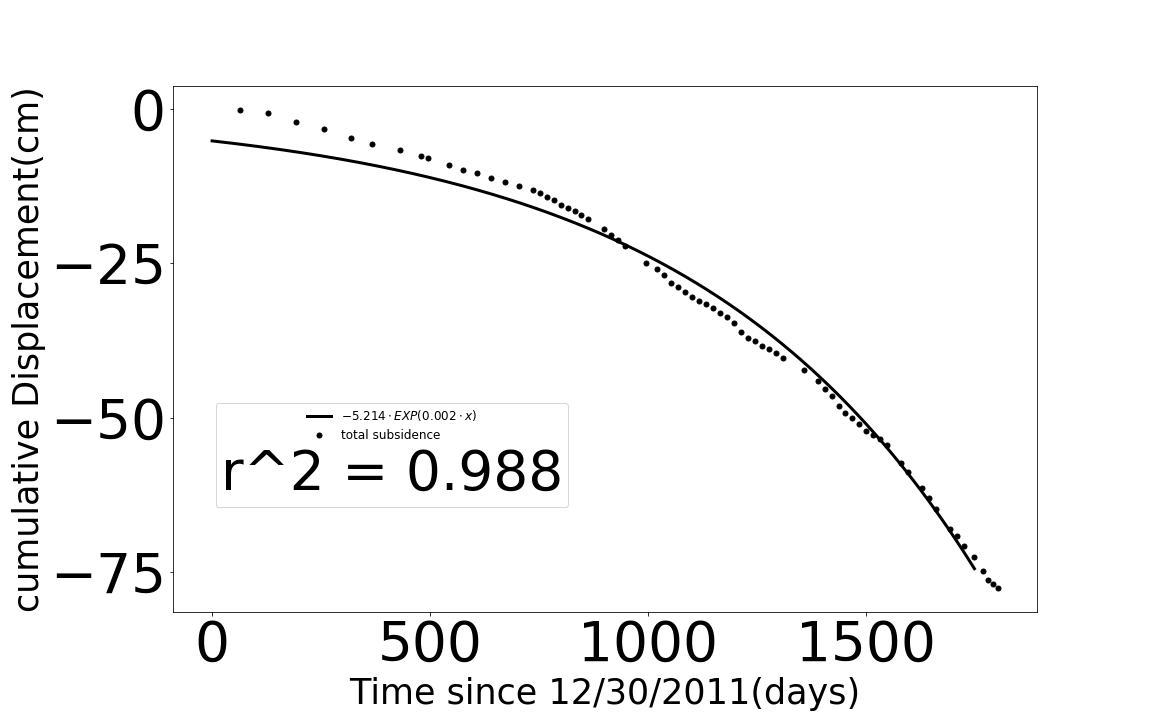 cumulative Displacement(cm)
0
−25
−50
−75
−5.214 · EXP(0.002 · x)
total subsidence
r^2 = 0.988
0 500 1000 1500
Time since 12/30/2011(days)